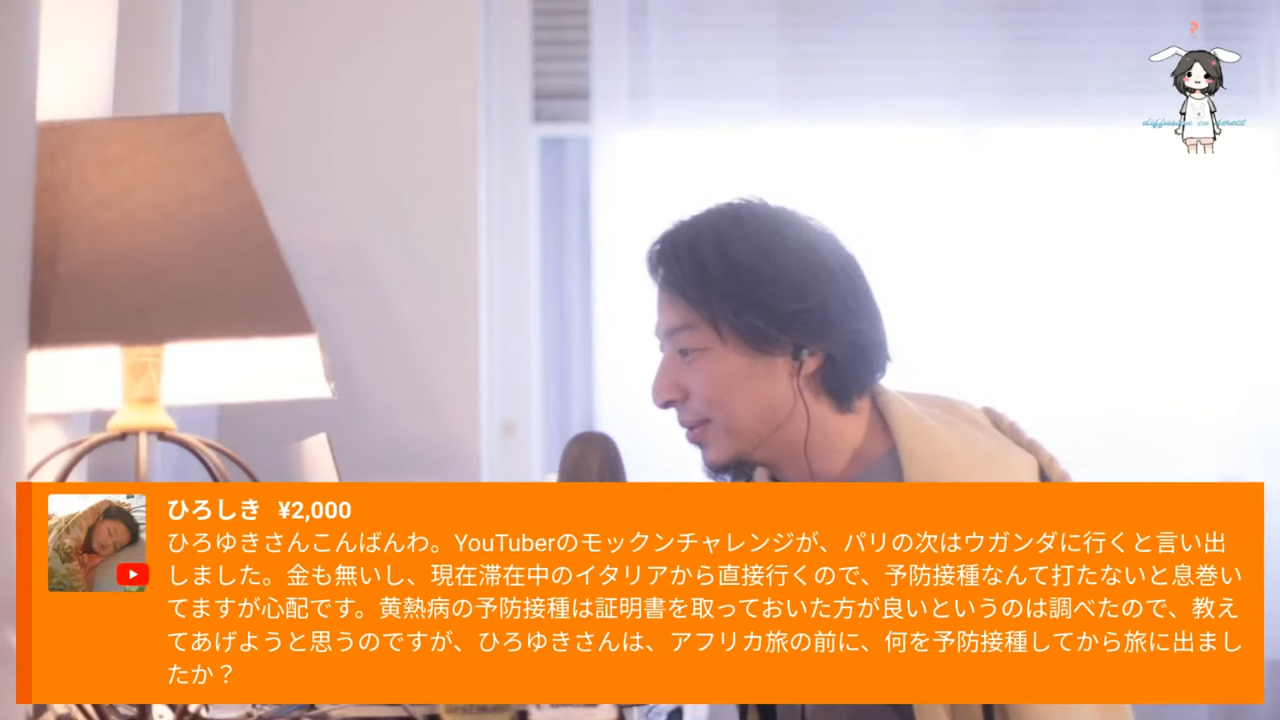 ?
diffusion en direct
ひろしき ¥2,000
ひろゆきさんこんばんわ。YouTuberのモックンチャレンジが、パリの次はウガンダに行くと言い出
しました。金も無いし、現在滞在中のイタリアから直接行くので、予防接種なんて打たないと息巻い
てますが心配です。黄熱病の予防接種は証明書を取っておいた方が良いというのは調べたので、教え
てあげようと思うのですが、ひろゆきさんは、アフリカ旅の前に、何を予防接種してから旅に出まし
たか？